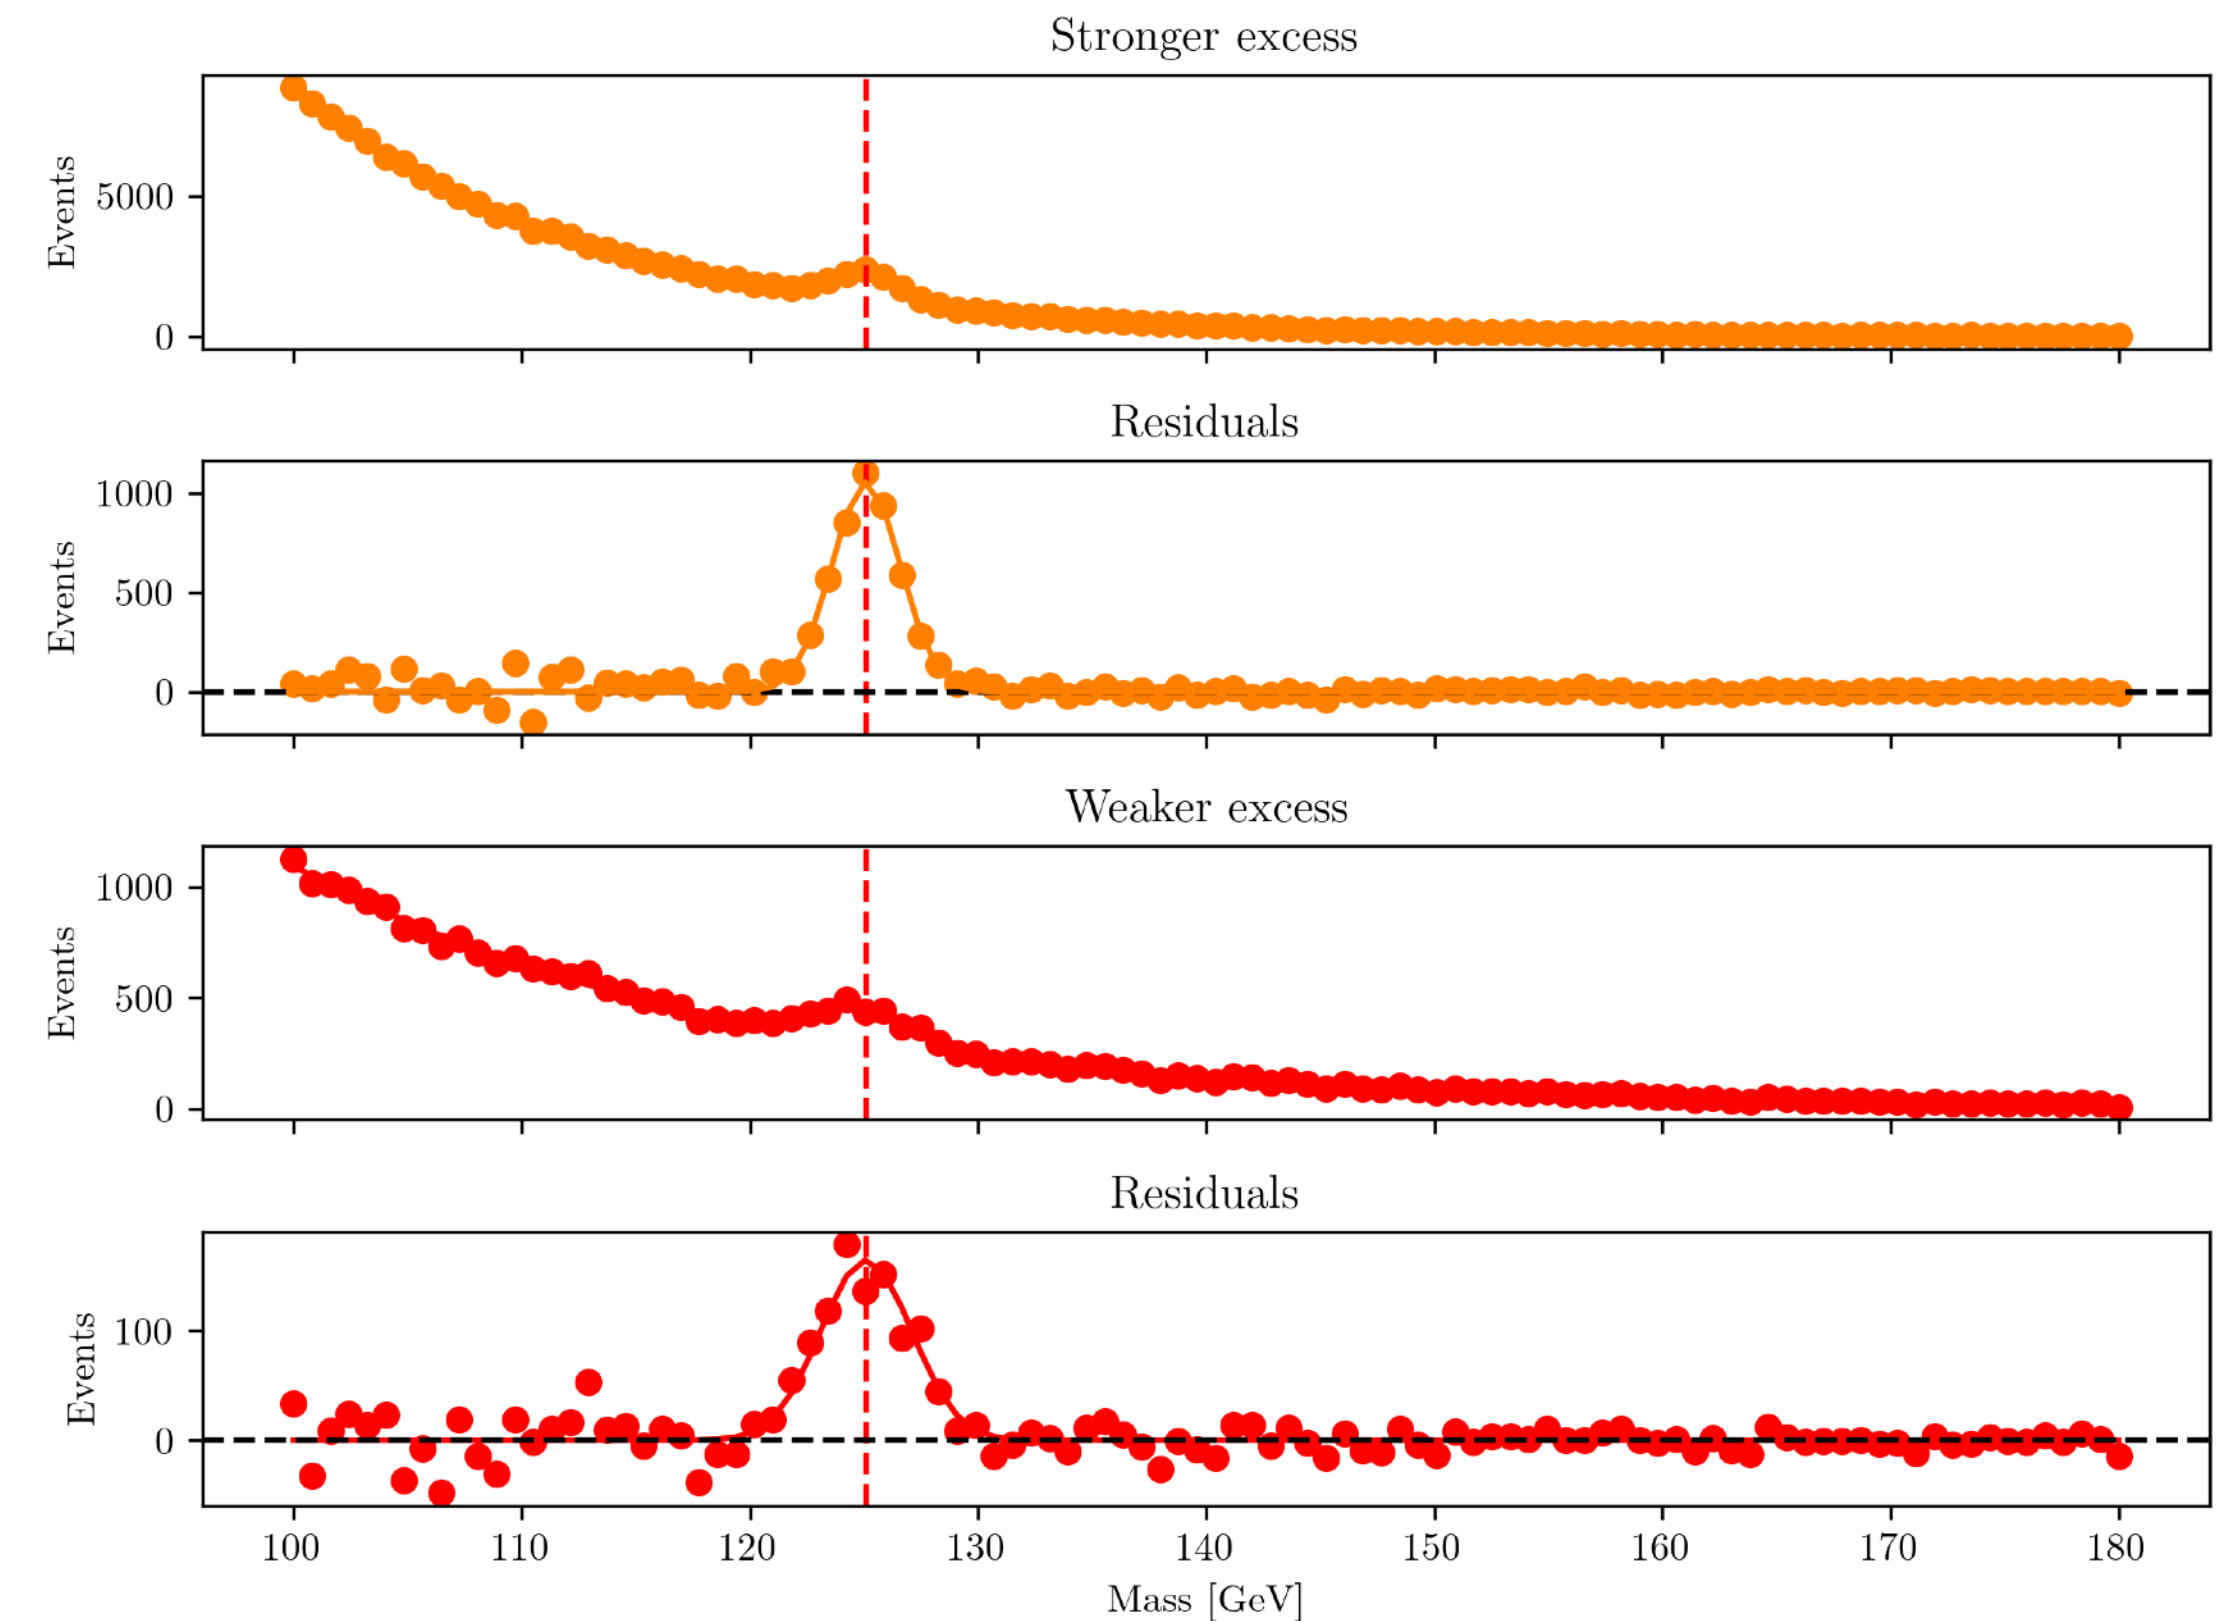 Stronger excess
Events
5000
0
Residuals
Events
1000
500
0
Weaker excess
Events
1000
500
0
Residuals
Events
100
0
100 110 120 130 140 150 160 170 180
Mass [GeV]